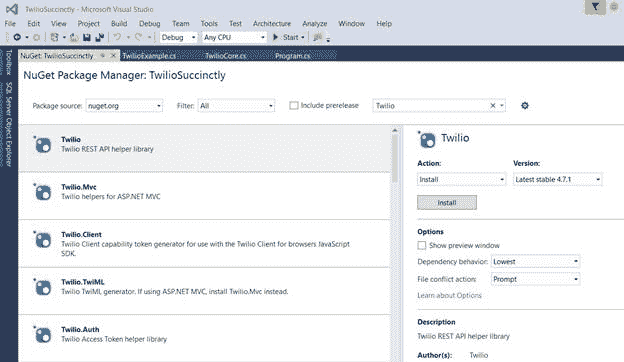 TwilioSuccinctly - Microsoft Visual Studio
File Edit View Project Build Debug Team Tools Test Architecture Analyze Window Help
Debug Any CPU Start
NuGet: TwilioSuccinctly TwilioExample.cs TwilioCore.cs Program.cs
Toolbox
SQL Server Object Explorer
NuGet Package Manager: TwilioSuccinctly
Package source: nuget.org Filter: All Include prerelease Twilio
Twilio
Twilio REST API helper library
Twilio.Mvc
Twilio helpers for ASP.NET MVC
Twilio.Client
Twilio Client capability token generator for use with the Twilio Client for browsers JavaScript
SDK.
Twilio.TwiML
Twilio TwiML generator. If using ASP.NET MVC, install Twilio.Mvc instead.
Twilio.Auth
Twilio Access Token helper library
Twilio
Action: Version:
Install Latest stable 4.7.1
Install
Options
Show preview window
Dependency behavior: Lowest
File conflict action: Prompt
Learn about Options
Description
Twilio REST API helper library
Author(s): Twilio